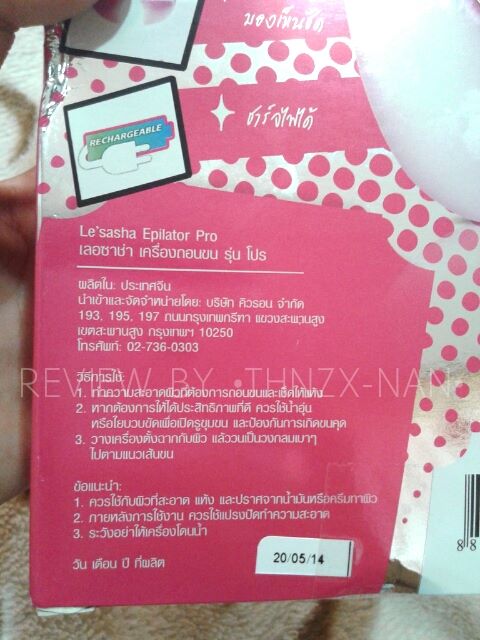 มองเห็นชัด
RECHARGEABLE
ชาร์จไฟได้
Le'sasha Epilator Pro
เลอซาช่า เครื่องถอนขน รุ่น โปร
ผลิตใน: ประเทศจีน
นำเข้าและจัดจำหน่ายโดย: บริษัท คิวรอน จำกัด
193, 195, 197 ถนนกรุงเทพกรีฑา แขวงสะพานสูง
เขตสะพานสูง กรุงเทพฯ 10250
โทรศัพท์: 02-736-0303
วิธีการใช้:
REVIEW BY •THNZX-NAN•
1. ทำความสะอาดผิวที่ต้องการถอนขนและเช็ดให้แห้ง
2. หากต้องการให้ได้ประสิทธิภาพที่ดี ควรใช้น้ำอุ่น
หรือใยบวบขัดเพื่อเปิดรูขุมขน และป้องกันการเกิดขนคุด
3. วางเครื่องตั้งฉากกับผิว แล้ววนเป็นวงกลมเบาๆ
ไปตามแนวเส้นขน
ข้อแนะนำ:
1. ควรใช้กับผิวที่สะอาด แห้ง และปราศจากน้ำมันหรือครีมทาผิว
2. ภายหลังการใช้งาน ควรใช้แปรงปัดทำความสะอาด
3. ระวังอย่าให้เครื่องโดนน้ำ
วัน เดือน ปี ที่ผลิต
20/05/14
88